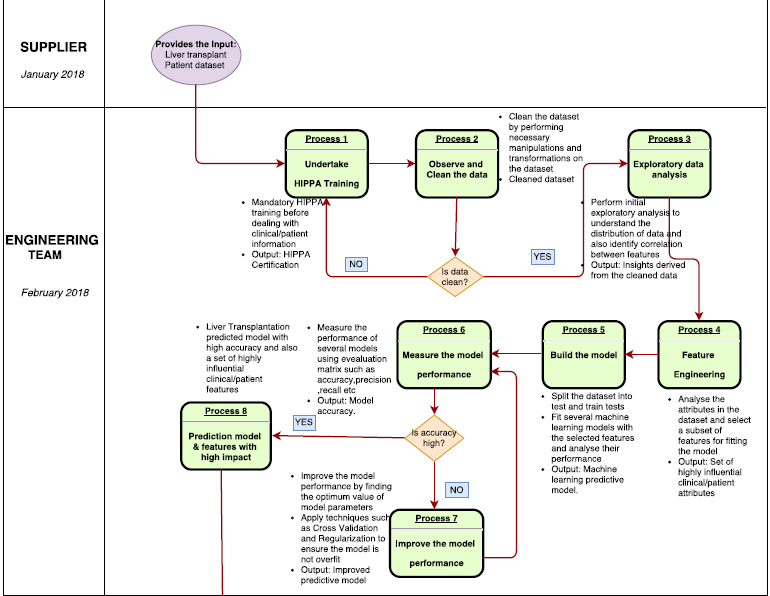 SUPPLIER
January 2018
Provides the Input:
Liver transplant
Patient dataset
ENGINEERING
TEAM
February 2018
Process 1
Undertake
HIPPA Training
• Mandatory HIPPA
training before
dealing with
clinical/patient
information
• Output: HIPPA
Certification
Process 2
Observe and
Clean the data
• Clean the dataset
by performing
necessary
manipulations and
transformations on
the dataset
• Cleaned dataset
Is data
clean?
NO
YES
Process 3
Exploratory data
analysis
• Perform initial
exploratory analysis to
understand the
distribution of data and
also identify correlation
between features
• Output: Insights derived
from the cleaned data
Process 4
Feature
Engineering
• Analyse the
attributes in the
dataset and select
a subset of
features for fitting
the model
• Output: Set of
highly influential
clinical/patient
attributes
Process 5
Build the model
• Split the dataset into
test and train tests
• Fit several machine
learning models with
the selected features
and analyse their
performance
• Output: Machine
learning predictive
model.
Process 6
Measure the model
performance
• Measure the
performance of
several models
using evealuation
matrix such as
accuracy,precision
,recall etc
• Output: Model
accuracy.
Is accuracy
high?
YES
NO
Process 7
Improve the model
performance
• Improve the model
performance by finding
the optimum value of
model parameters
• Apply techniques such
as Cross Validation
and Regularization to
ensure the model is
not overfit
• Output: Improved
predictive model
Process 8
Prediction model
& features with
high impact
• Liver Transplantation
predicted model with
high accuracy and also
a set of highly
influential
clinical/patient
features